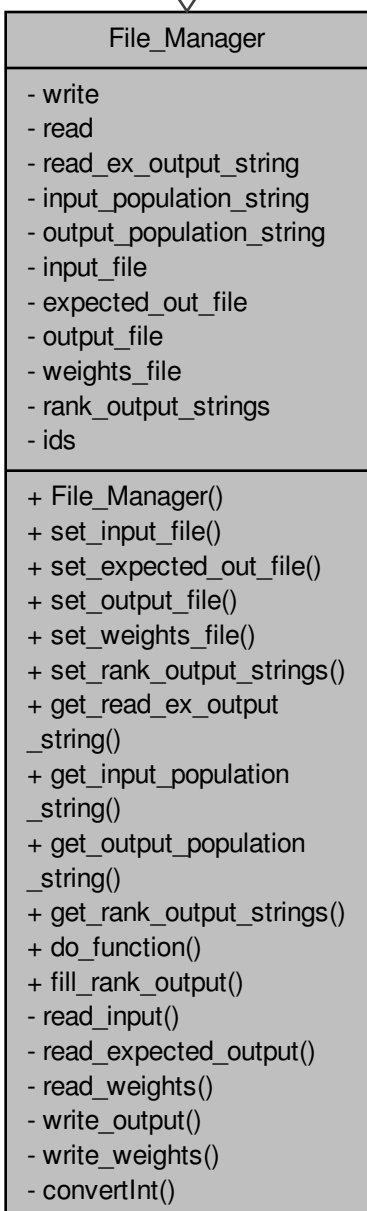 File_Manager
- write
- read
- read_ex_output_string
- input_population_string
- output_population_string
- input_file
- expected_out_file
- output_file
- weights_file
- rank_output_strings
- ids
+ File_Manager()
+ set_input_file()
+ set_expected_out_file()
+ set_output_file()
+ set_weights_file()
+ set_rank_output_strings()
+ get_read_ex_output
_string()
+ get_input_population
_string()
+ get_output_population
_string()
+ get_rank_output_strings()
+ do_function()
+ fill_rank_output()
- read_input()
- read_expected_output()
- read_weights()
- write_output()
- write_weights()
- convertInt()